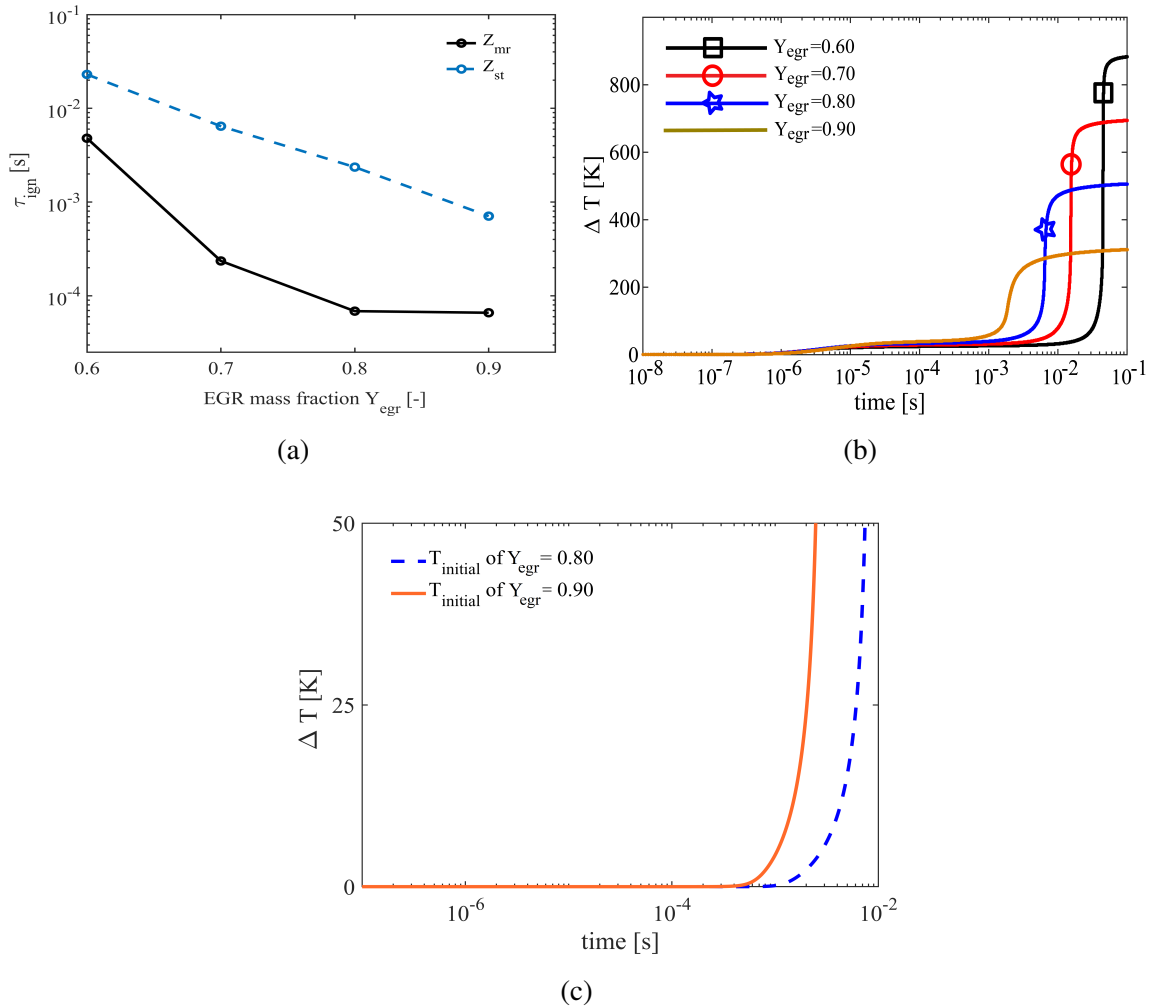 10^-1
10^-2
10^-3
10^-4
τ_ign [s]
Z_mr
Z_st
0.6 0.7 0.8 0.9
EGR mass fraction Y_egr [-]
(a)
Δ T [K]
800
600
400
200
0
Y_egr=0.60
Y_egr=0.70
Y_egr=0.80
Y_egr=0.90
10^-8 10^-7 10^-6 10^-5 10^-4 10^-3 10^-2 10^-1
time [s]
(b)
Δ T [K]
50
25
0
T_initial of Y_egr= 0.80
T_initial of Y_egr= 0.90
10^-6 10^-4 10^-2
time [s]
(c)